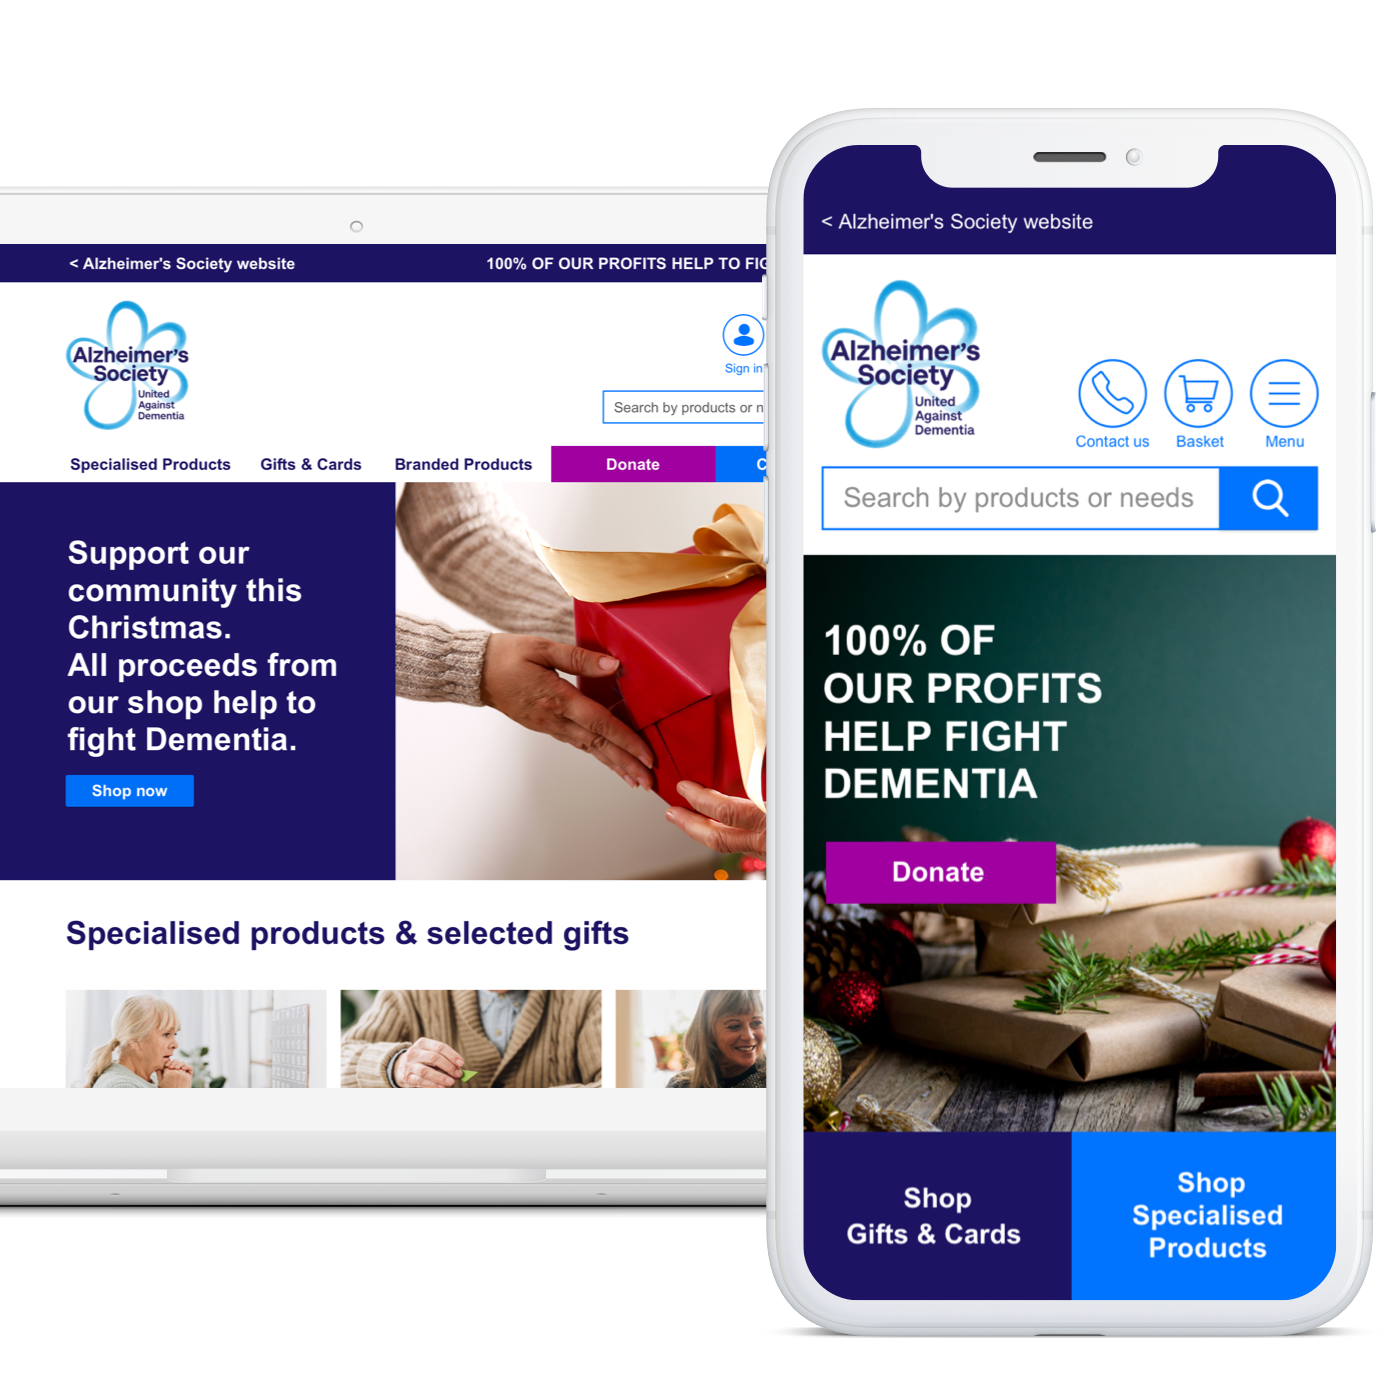 < Alzheimer's Society website
100% OF OUR PROFITS HELP TO FIG
Alzheimer's
Society
United
Against
Dementia
Sign in
Search by products or n
Specialised Products
Gifts & Cards
Branded Products
Donate
C
Support our
community this
Christmas.
All proceeds from
our shop help to
fight Dementia.
Shop now
Specialised products & selected gifts
< Alzheimer's Society website
Alzheimer's
Society
United
Against
Dementia
Contact us
Basket
Menu
Search by products or needs
100% OF
OUR PROFITS
HELP FIGHT
DEMENTIA
Donate
Shop
Gifts & Cards
Shop
Specialised
Products